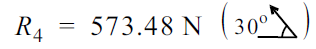 R₄ = 573.48 N (30°)